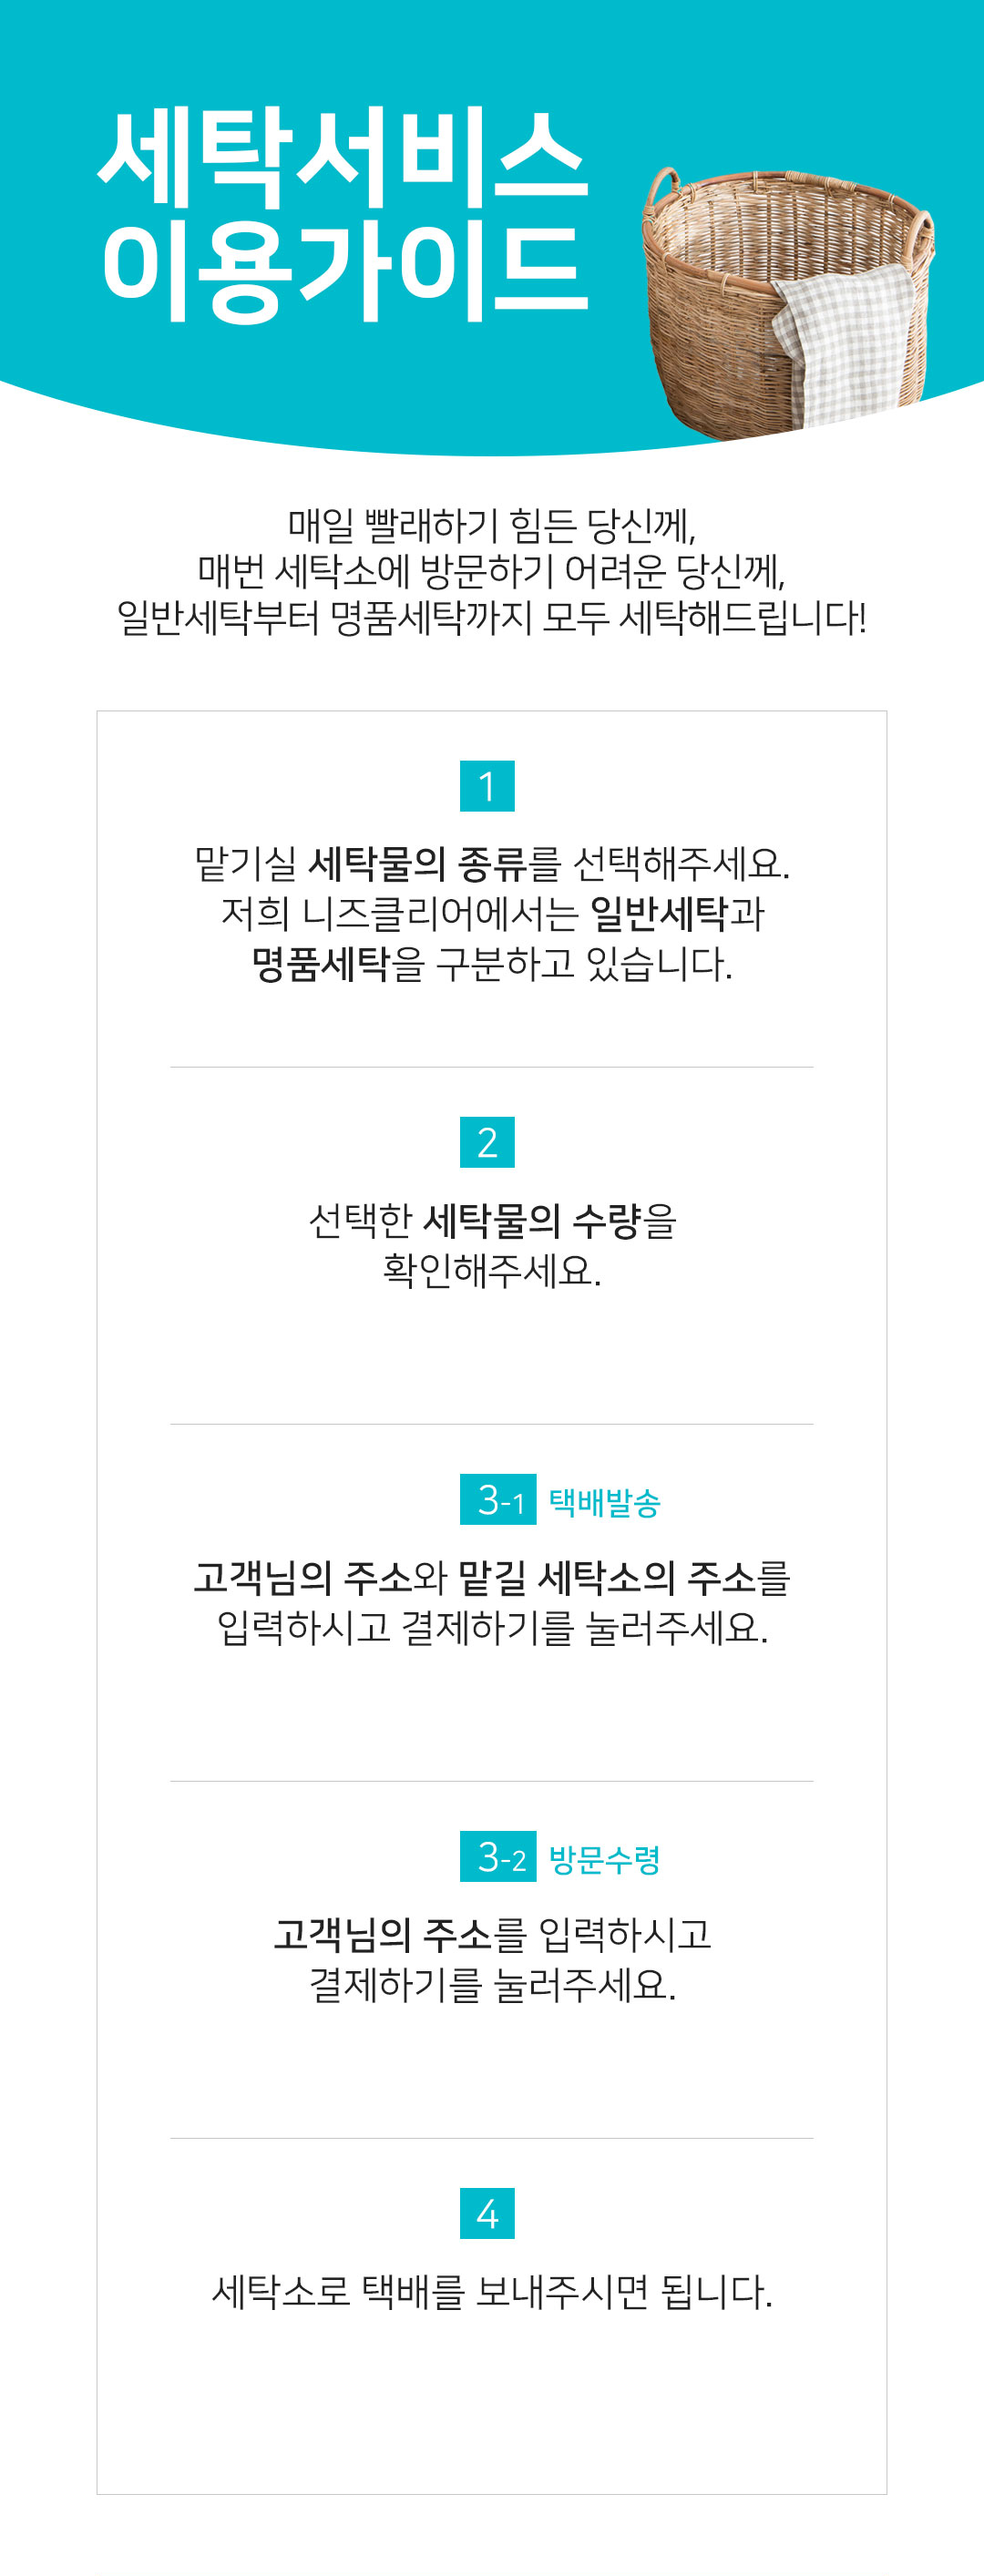 세탁서비스
이용가이드
매일 빨래하기 힘든 당신께,
매번 세탁소에 방문하기 어려운 당신께,
일반세탁부터 명품세탁까지 모두 세탁해드립니다!
1
맡기실 세탁물의 종류를 선택해주세요.
저희 니즈클리어에서는 일반세탁과
명품세탁을 구분하고 있습니다.
2
선택한 세탁물의 수량을
확인해주세요.
3-1 택배발송
고객님의 주소와 맡길 세탁소의 주소를
입력하시고 결제하기를 눌러주세요.
3-2 방문수령
고객님의 주소를 입력하시고
결제하기를 눌러주세요.
4
세탁소로 택배를 보내주시면 됩니다.